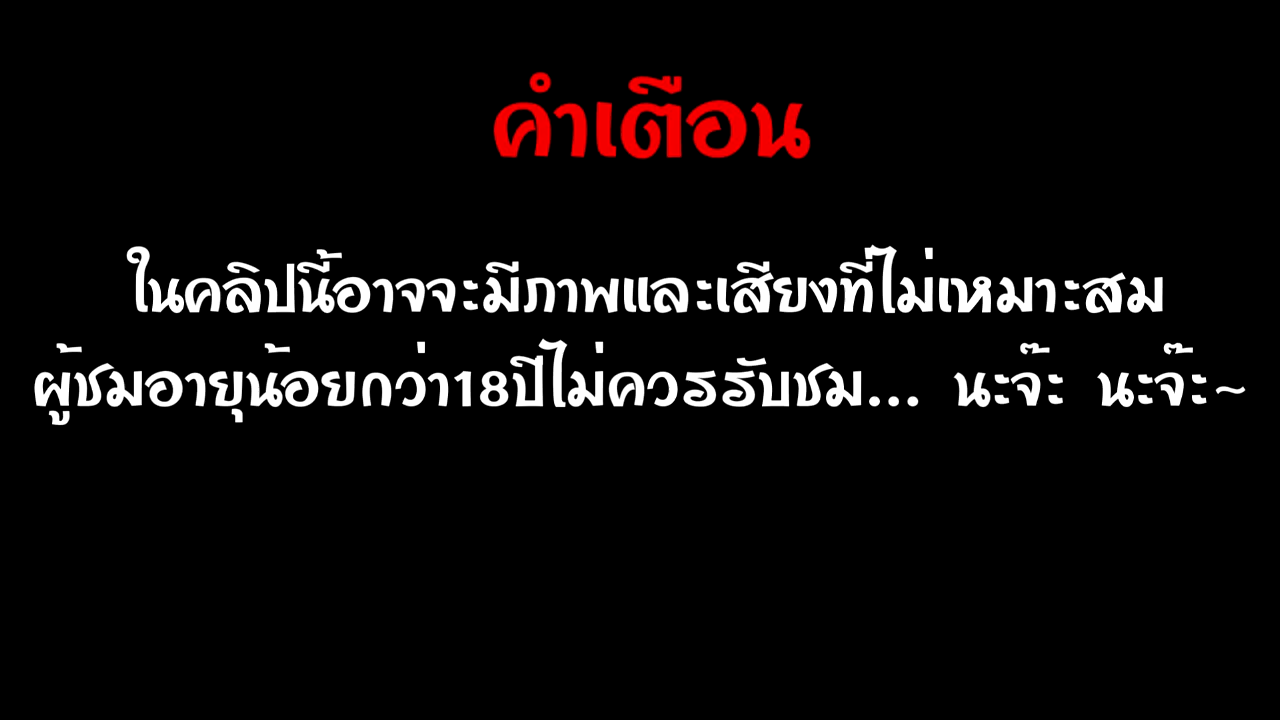 คำเตือน
ในคลิปนี้อาจจะมีภาพและเสียงที่ไม่เหมาะสม
ผู้ชมอายุน้อยกว่า18ปีไม่ควรรับชม... นะจ๊ะ นะจ๊ะ~